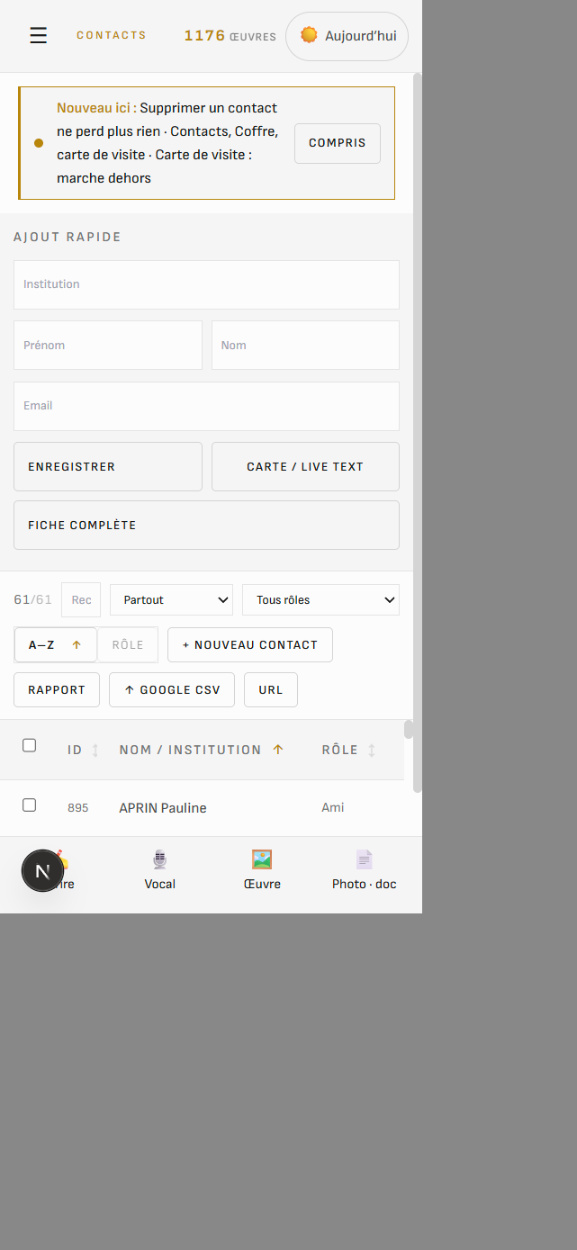 ☰ CONTACTS 1176 ŒUVRES Aujourd'hui
Nouveau ici : Supprimer un contact
ne perd plus rien · Contacts, Coffre,
carte de visite · Carte de visite :
marche dehors
COMPRIS
AJOUT RAPIDE
Institution
Prénom Nom
Email
ENREGISTRER CARTE / LIVE TEXT
FICHE COMPLÈTE
61/61 Rec Partout Tous rôles
A–Z ↑ RÔLE + NOUVEAU CONTACT
RAPPORT ↑ GOOGLE CSV URL
ID ↕ NOM / INSTITUTION ↑ RÔLE ↕
895 APRIN Pauline Ami
N Vocal Œuvre Photo · doc